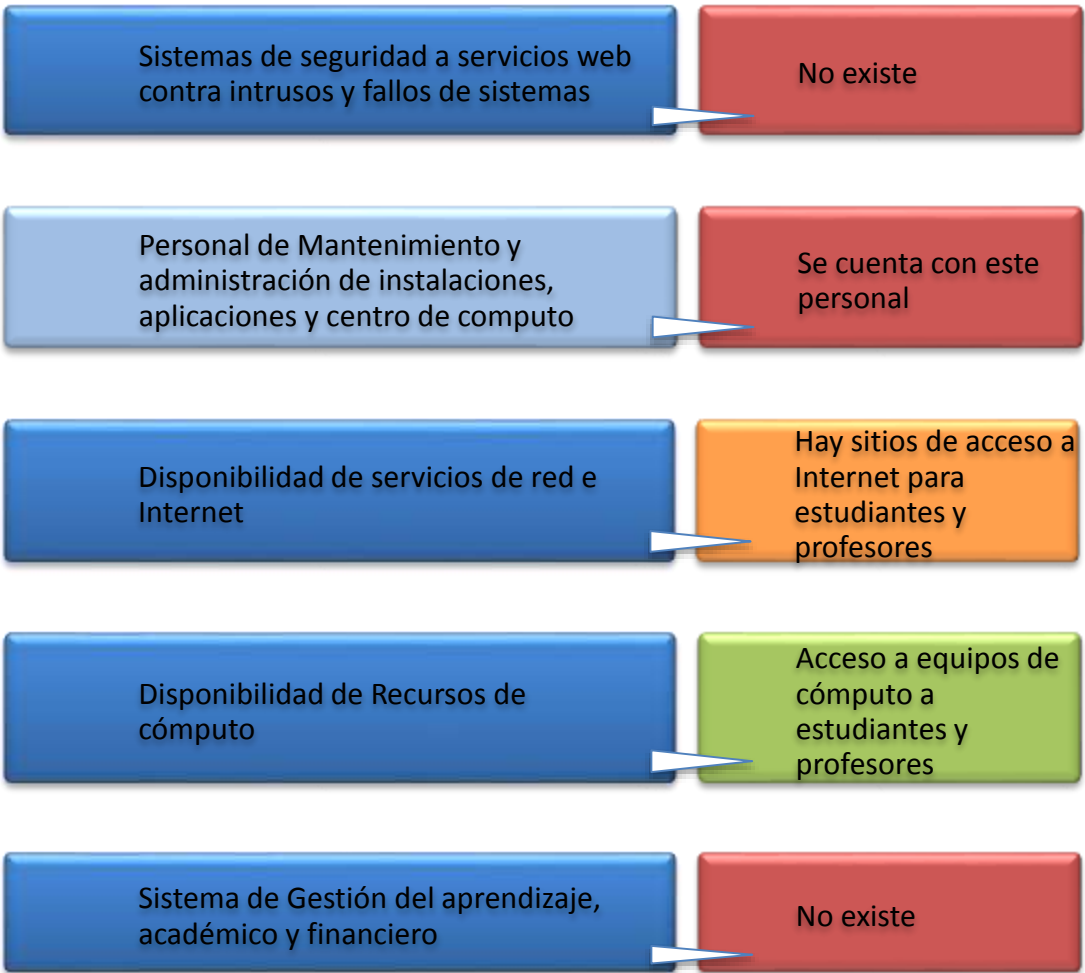 Sistemas de seguridad a servicios web
contra intrusos y fallos de sistemas
No existe
Personal de Mantenimiento y
administración de instalaciones,
aplicaciones y centro de computo
Se cuenta con este
personal
Disponibilidad de servicios de red e
Internet
Hay sitios de acceso a
Internet para
estudiantes y
profesores
Disponibilidad de Recursos de
cómputo
Acceso a equipos de
cómputo a
estudiantes y
profesores
Sistema de Gestión del aprendizaje,
académico y financiero
No existe